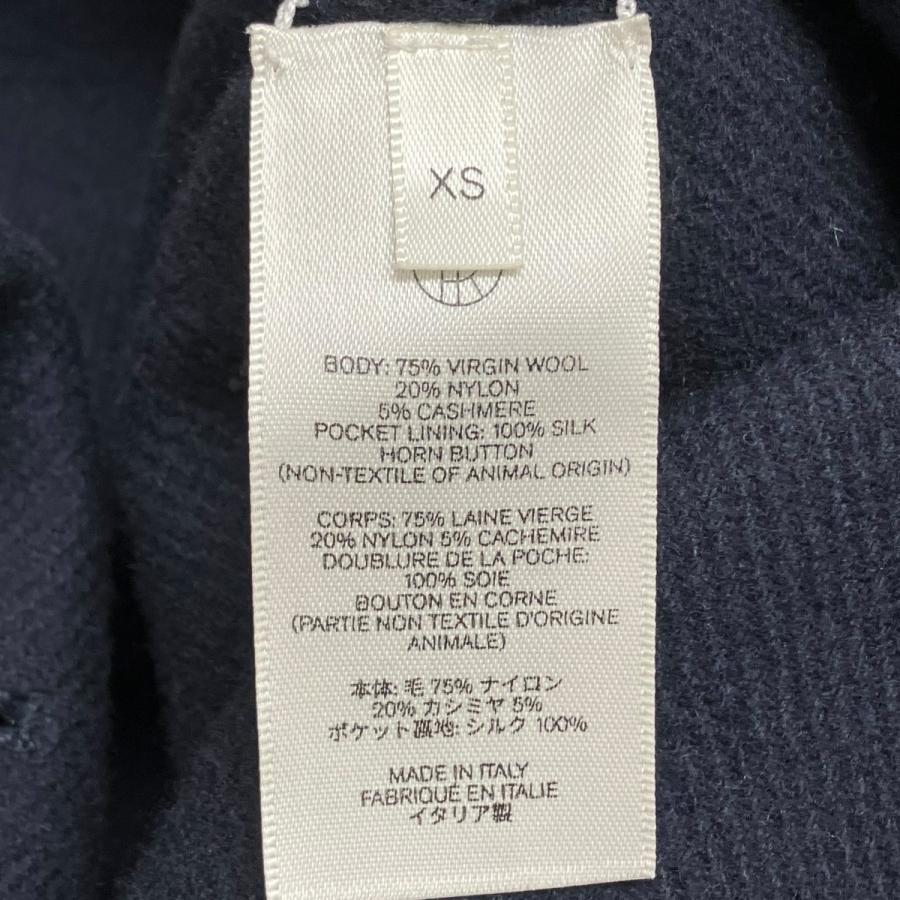 XS
BODY: 75% VIRGIN WOOL
20% NYLON
5% CASHMERE
POCKET LINING: 100% SILK
HORN BUTTON
(NON-TEXTILE OF ANIMAL ORIGIN)
CORPS: 75% LAINE VIERGE
20% NYLON 5% CACHEMIRE
DOUBLURE DE LA POCHE:
100% SOIE
BOUTON EN CORNE
(PARTIE NON TEXTILE D'ORIGINE
ANIMALE)
本体: 毛 75% ナイロン
20% カシミヤ 5%
ポケット裏地: シルク 100%
MADE IN ITALY
FABRIQUÉ EN ITALIE
イタリア製